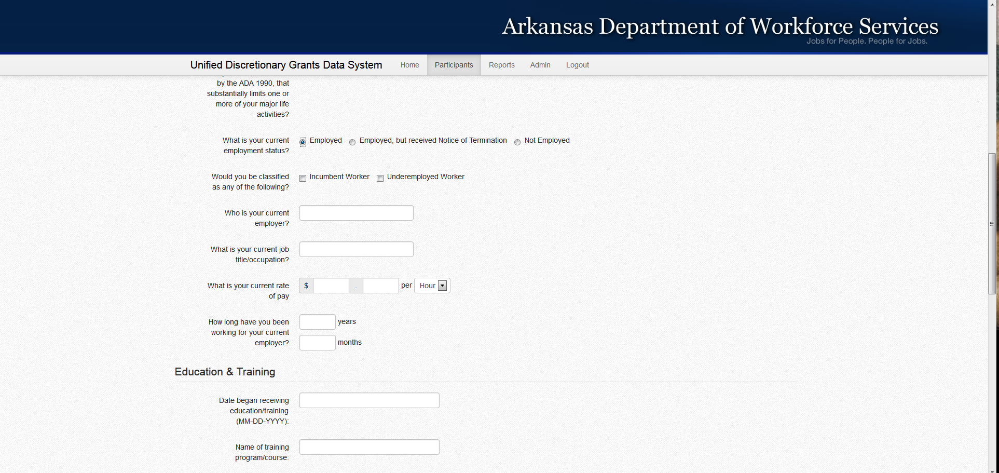 Arkansas Department of Workforce Services
Jobs for People. People for Jobs.
Unified Discretionary Grants Data System Home Participants Reports Admin Logout
by the ADA 1990, that
substantially limits one or
more of your major life
activities?
What is your current
employment status?
Employed Employed, but received Notice of Termination Not Employed
Would you be classified
as any of the following?
Incumbent Worker Underemployed Worker
Who is your current
employer?
What is your current job
title/occupation?
What is your current rate
of pay
$ . per Hour
How long have you been
working for your current
employer?
years
months
Education & Training
Date began receiving
education/training
(MM-DD-YYYY):
Name of training
program/course: